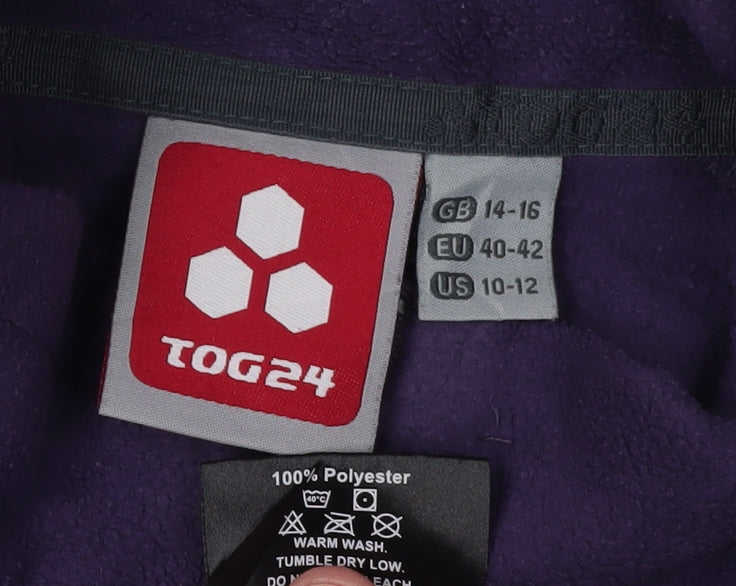 TOG24
GB 14-16
EU 40-42
US 10-12
100% Polyester
40°C
WARM WASH.
TUMBLE DRY LOW.